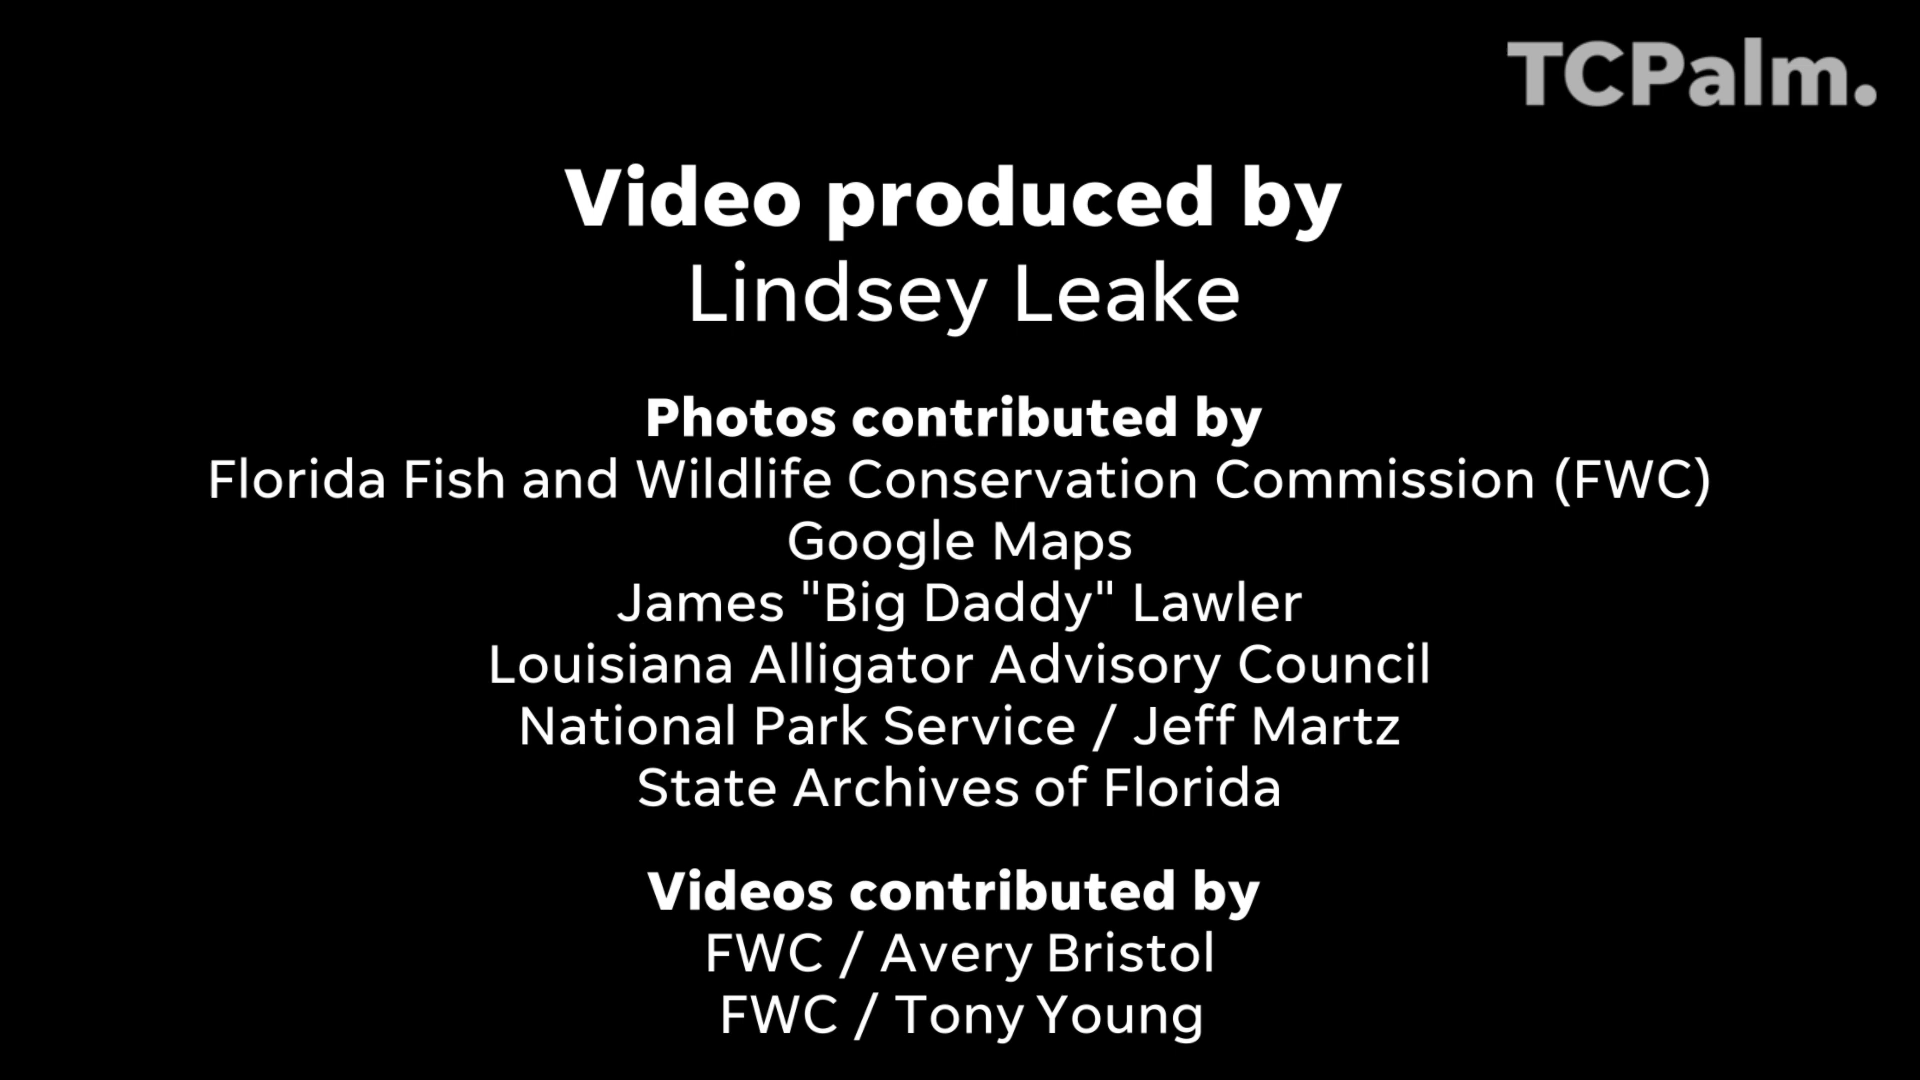 TCPalm.
Video produced by
Lindsey Leake
Photos contributed by
Florida Fish and Wildlife Conservation Commission (FWC)
Google Maps
James "Big Daddy" Lawler
Louisiana Alligator Advisory Council
National Park Service / Jeff Martz
State Archives of Florida
Videos contributed by
FWC / Avery Bristol
FWC / Tony Young